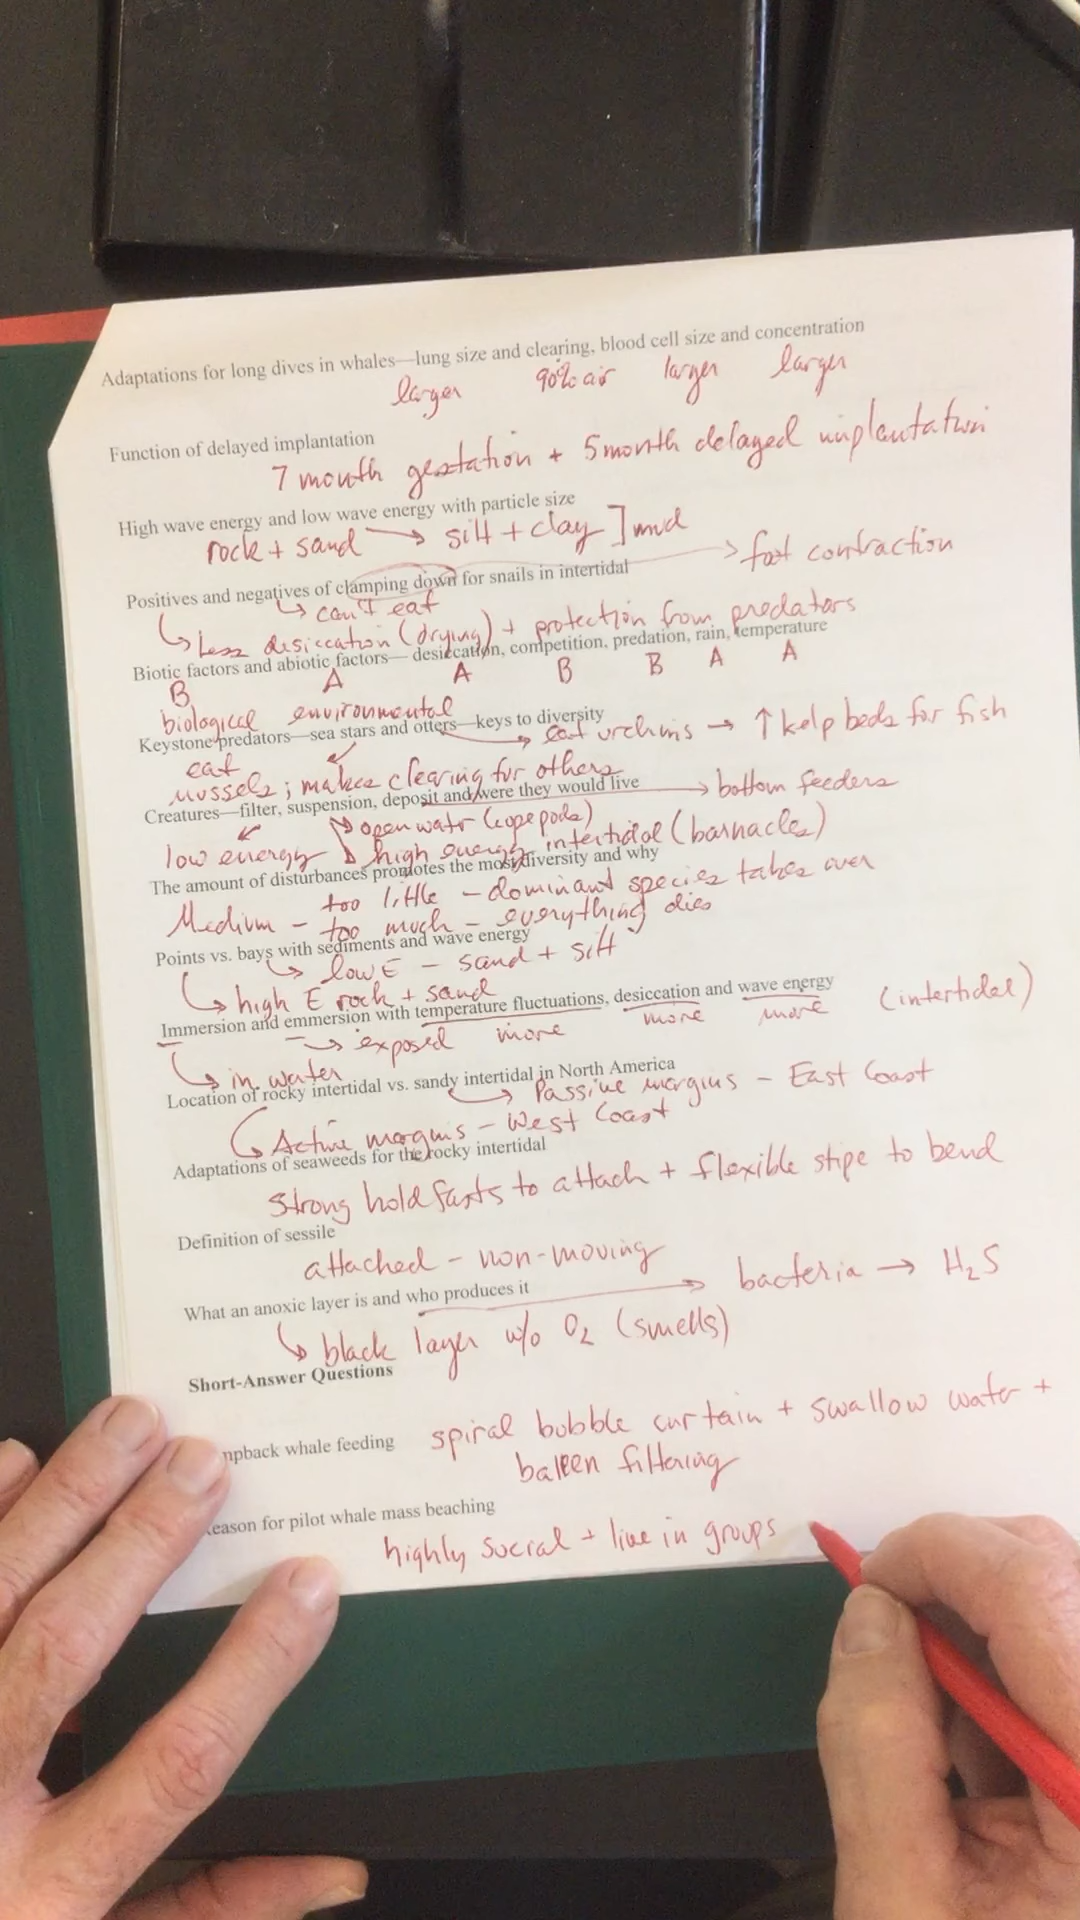 Adaptations for long dives in whales—lung size and clearing, blood cell size and concentration
larger 90% air larger larger
Function of delayed implantation
7 month gestation + 5 month delayed implantation
High wave energy and low wave energy with particle size
rock + sand → silt + clay ] mud
→ foot contraction
Positives and negatives of clamping down for snails in intertidal
↳ can't eat
↳ Less desiccation (drying) + protection from predators
Biotic factors and abiotic factors— desiccation, competition, predation, rain, temperature
B A A B B A A
biological environmental
Keystone predators—sea stars and otters—keys to diversity
→ eat urchins → ↑ kelp beds for fish
eat
mussels; makes clearing for others
Creatures—filter, suspension, deposit and were they would live → bottom feeders
open water (copepods)
low energy high energy intertidal (barnacles)
The amount of disturbances promotes the most diversity and why
too little – dominant species takes over
Medium – too much – everything dies
Points vs. bays with sediments and wave energy
↳ low E – sand + silt
↳ high E rock + sand
Immersion and emmersion with temperature fluctuations, desiccation and wave energy (intertidal)
→ exposed more more more
↳ in water
Location of rocky intertidal vs. sandy intertidal in North America
↳ Passive margins – East Coast
↳ Active margins – West Coast
Adaptations of seaweeds for the rocky intertidal
Strong holdfasts to attach + flexible stipe to bend
Definition of sessile
attached – non-moving
What an anoxic layer is and who produces it → bacteria → H₂S
↳ black layer w/o O₂ (smells)
Short-Answer Questions
mpback whale feeding spiral bubble curtain + swallow water +
baleen filtering
eason for pilot whale mass beaching
highly social + live in groups